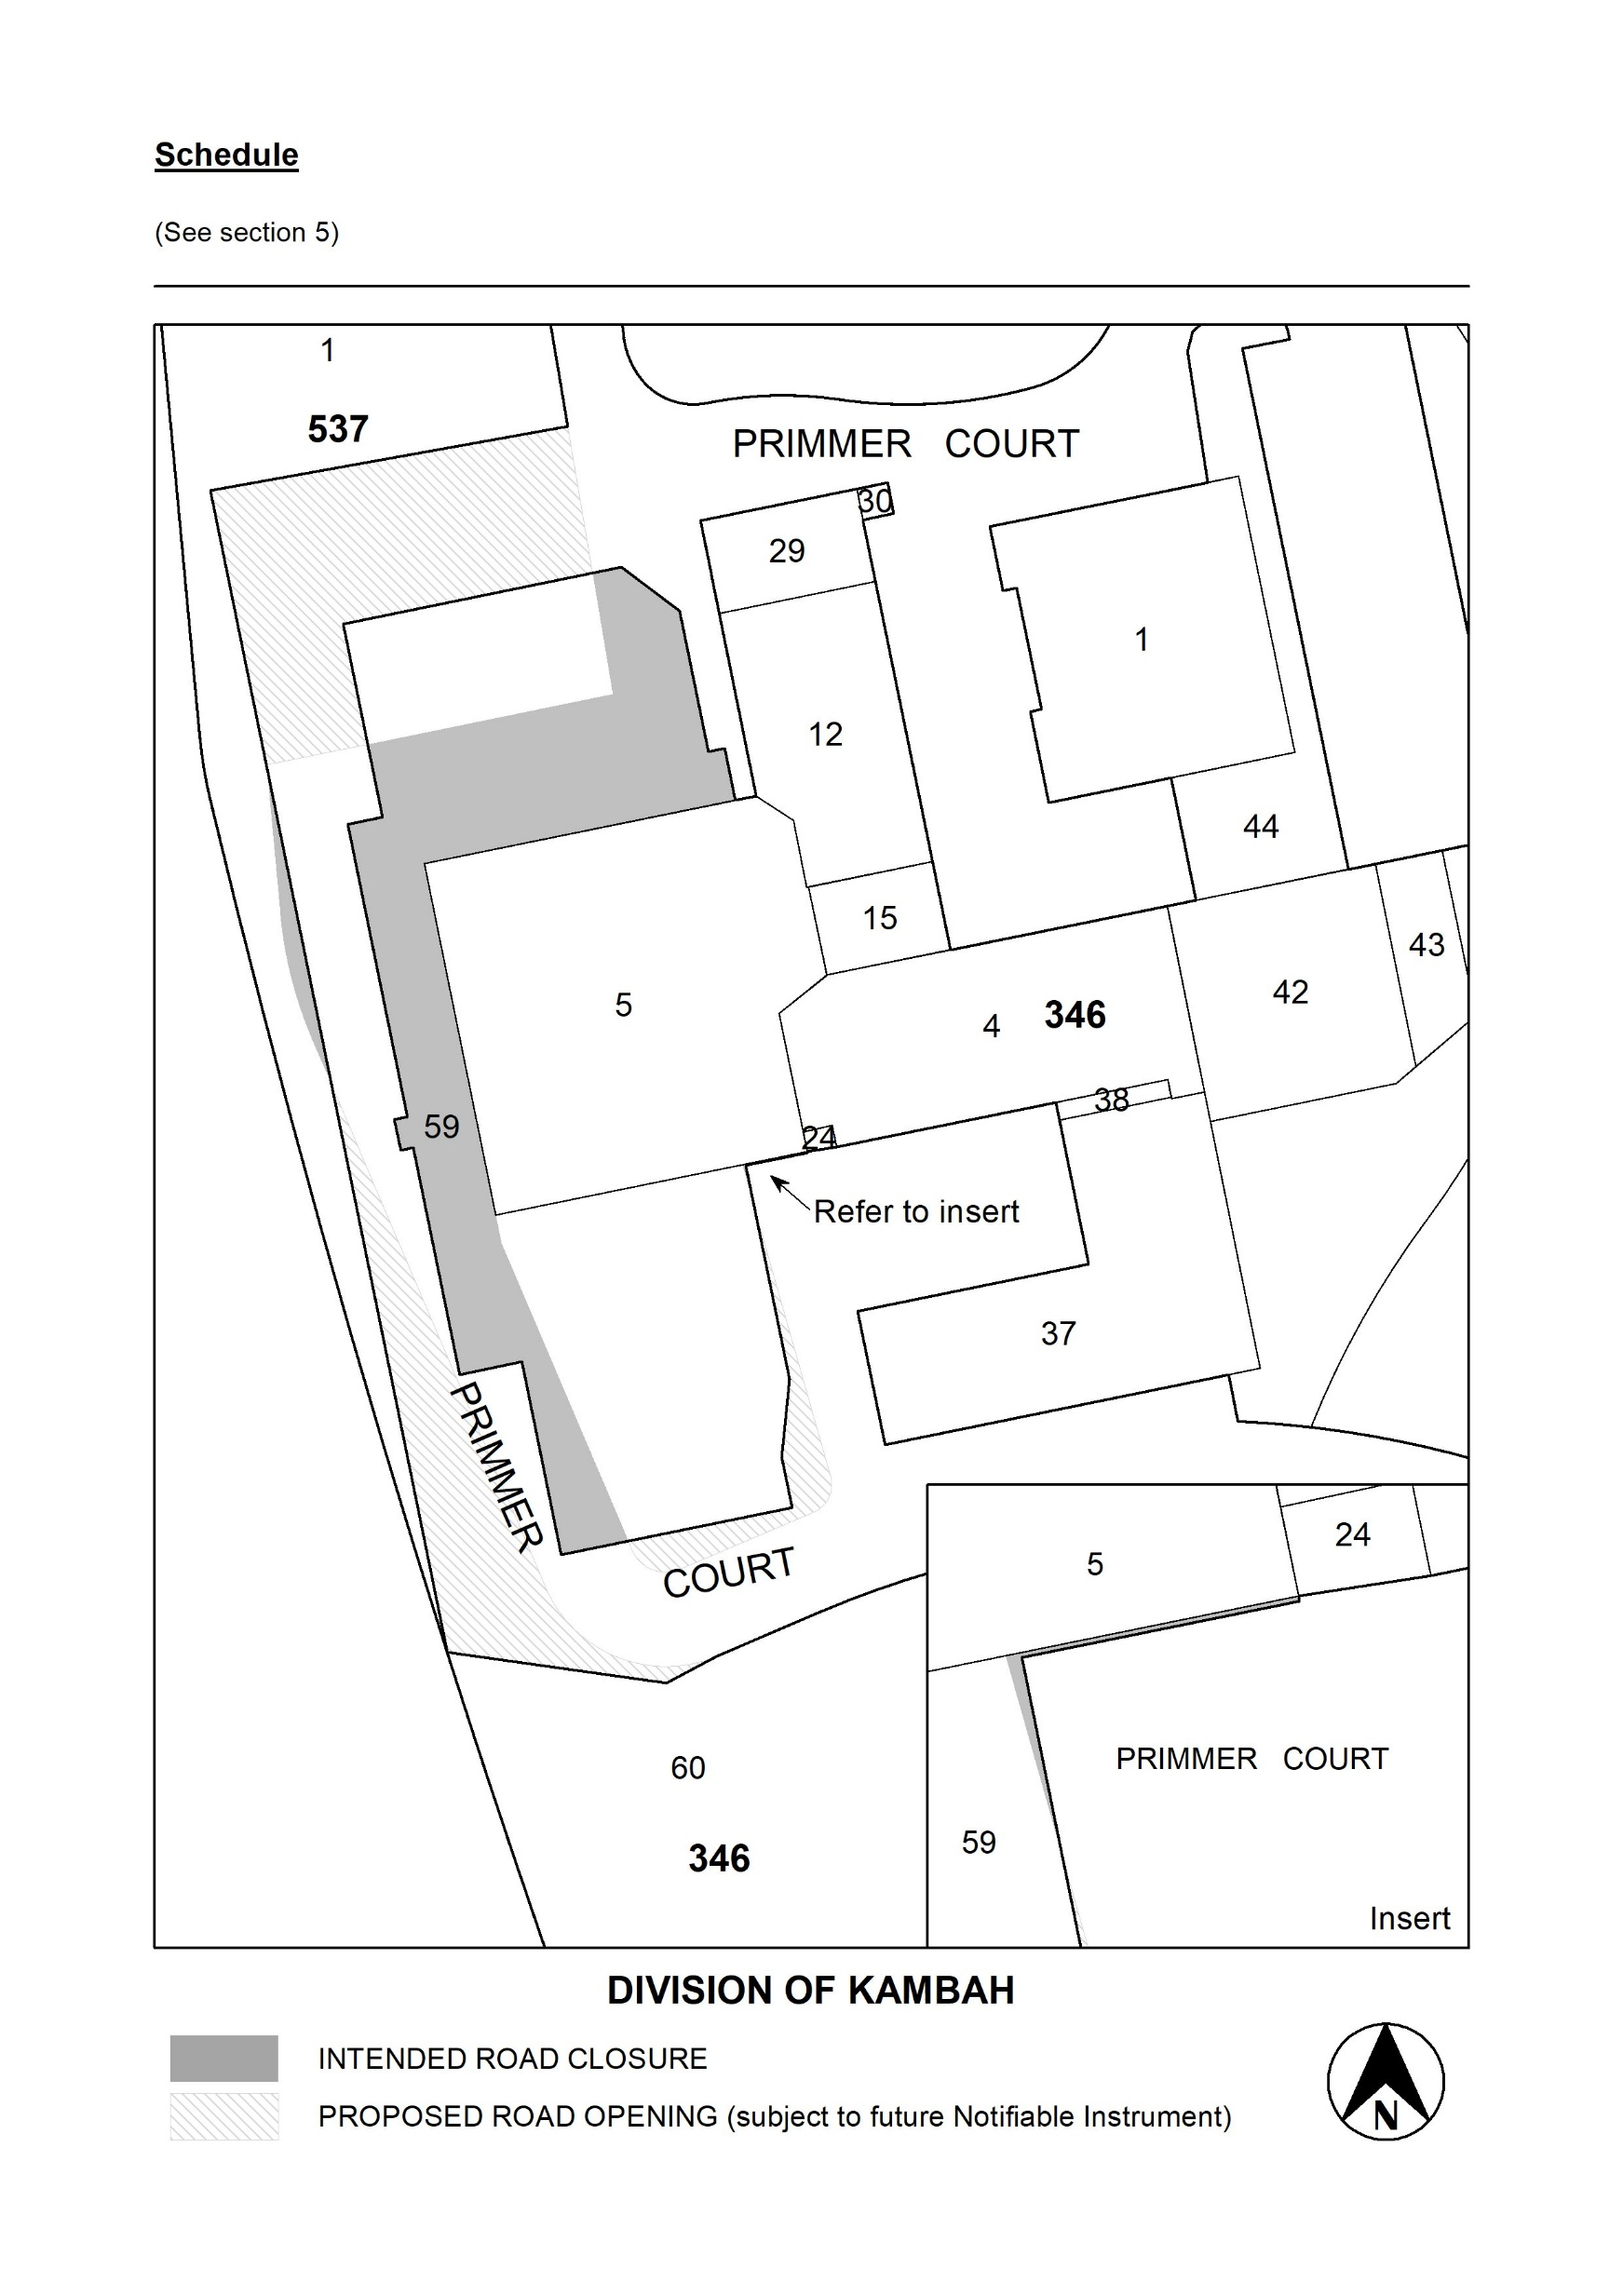 Schedule
(See section 5)
1
537
PRIMMER COURT
30
29
1
12
44
15
43
42
5
4 346
38
59
24
Refer to insert
37
PRIMMER
COURT
24
5
PRIMMER COURT
60
59
346
Insert
DIVISION OF KAMBAH
INTENDED ROAD CLOSURE
PROPOSED ROAD OPENING (subject to future Notifiable Instrument)
N